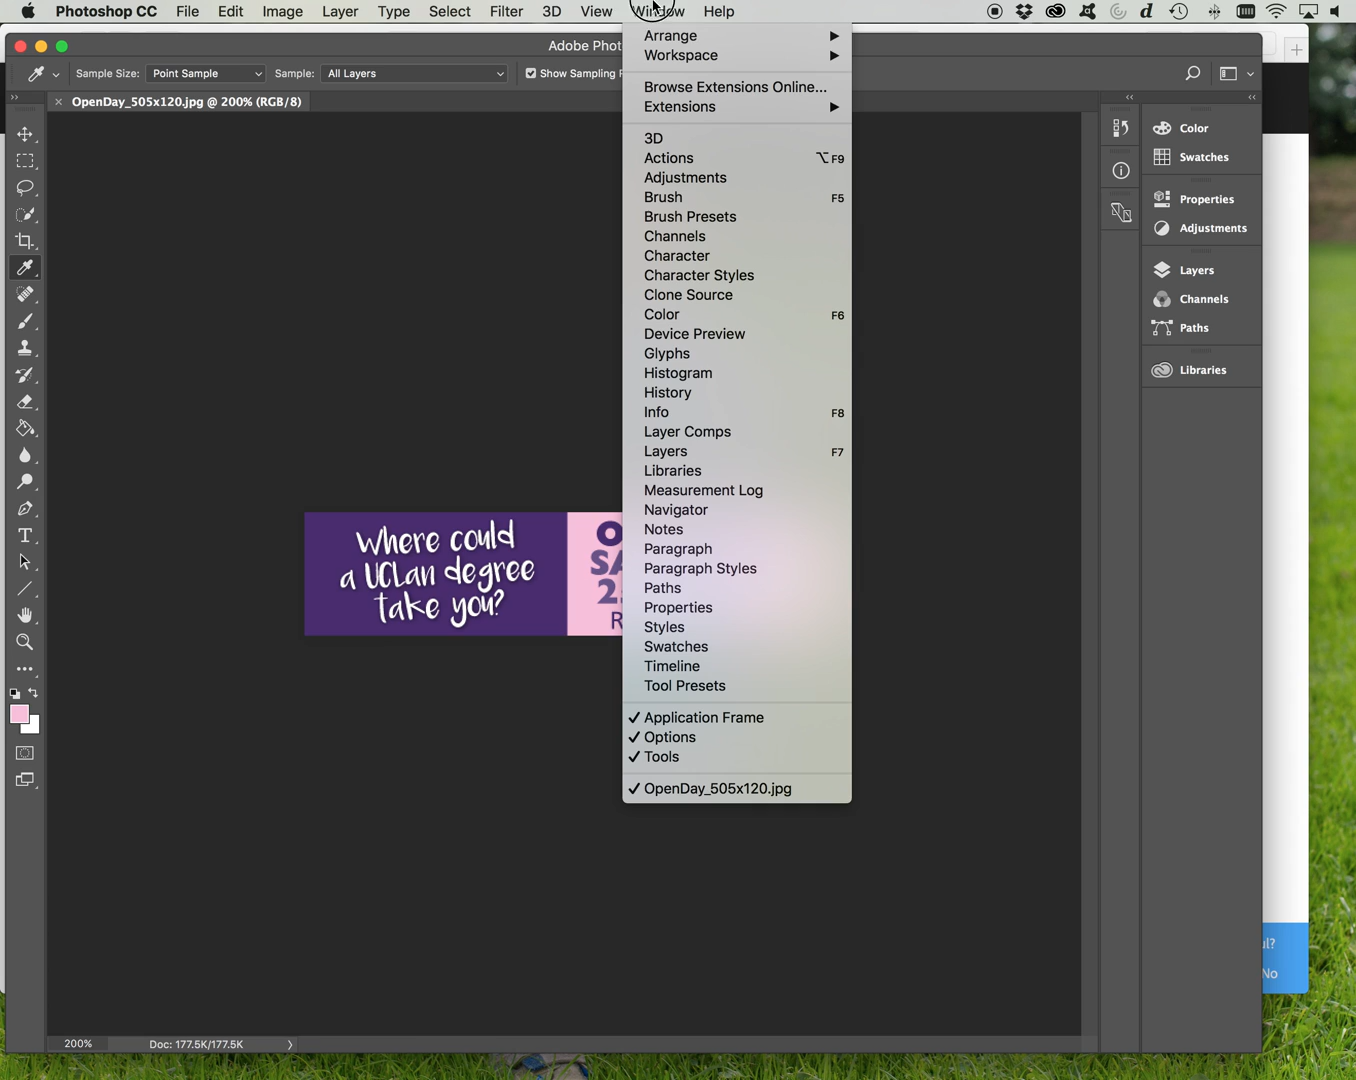 Photoshop CC File Edit Image Layer Type Select Filter 3D View Window Help
Adobe Phot
Sample Size: Point Sample Sample: All Layers Show Sampling
OpenDay_505x120.jpg @ 200% (RGB/8)
Arrange
Workspace
Browse Extensions Online...
Extensions
3D
Actions ⌥F9
Adjustments
Brush F5
Brush Presets
Channels
Character
Character Styles
Clone Source
Color F6
Device Preview
Glyphs
Histogram
History
Info F8
Layer Comps
Layers F7
Libraries
Measurement Log
Navigator
Notes
Paragraph
Paragraph Styles
Paths
Properties
Styles
Swatches
Timeline
Tool Presets
✓ Application Frame
✓ Options
✓ Tools
✓ OpenDay_505x120.jpg
Color
Swatches
Properties
Adjustments
Layers
Channels
Paths
Libraries
Where could
a UCLan degree
take you?
O
SA
2
R
ul?
No
200% Doc: 177.5K/177.5K